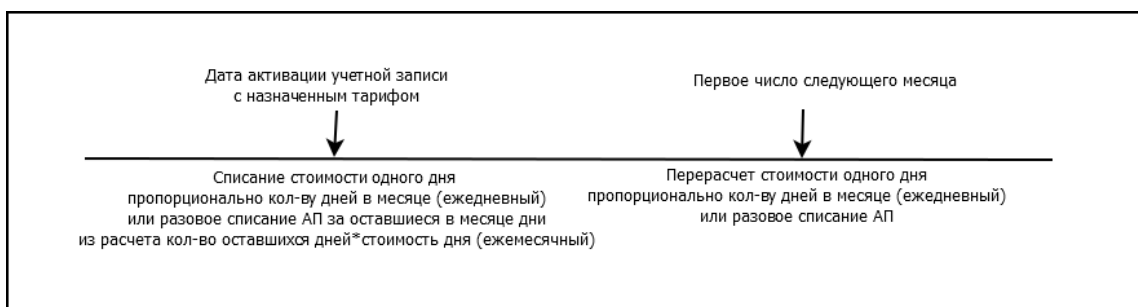 Дата активации учетной записи
с назначенным тарифом
Первое число следующего месяца
Списание стоимости одного дня
пропорционально кол-ву дней в месяце (ежедневный)
или разовое списание АП за оставшиеся в месяце дни
из расчета кол-во оставшихся дней*стоимость дня (ежемесячный)
Перерасчет стоимости одного дня
пропорционально кол-ву дней в месяце (ежедневный)
или разовое списание АП